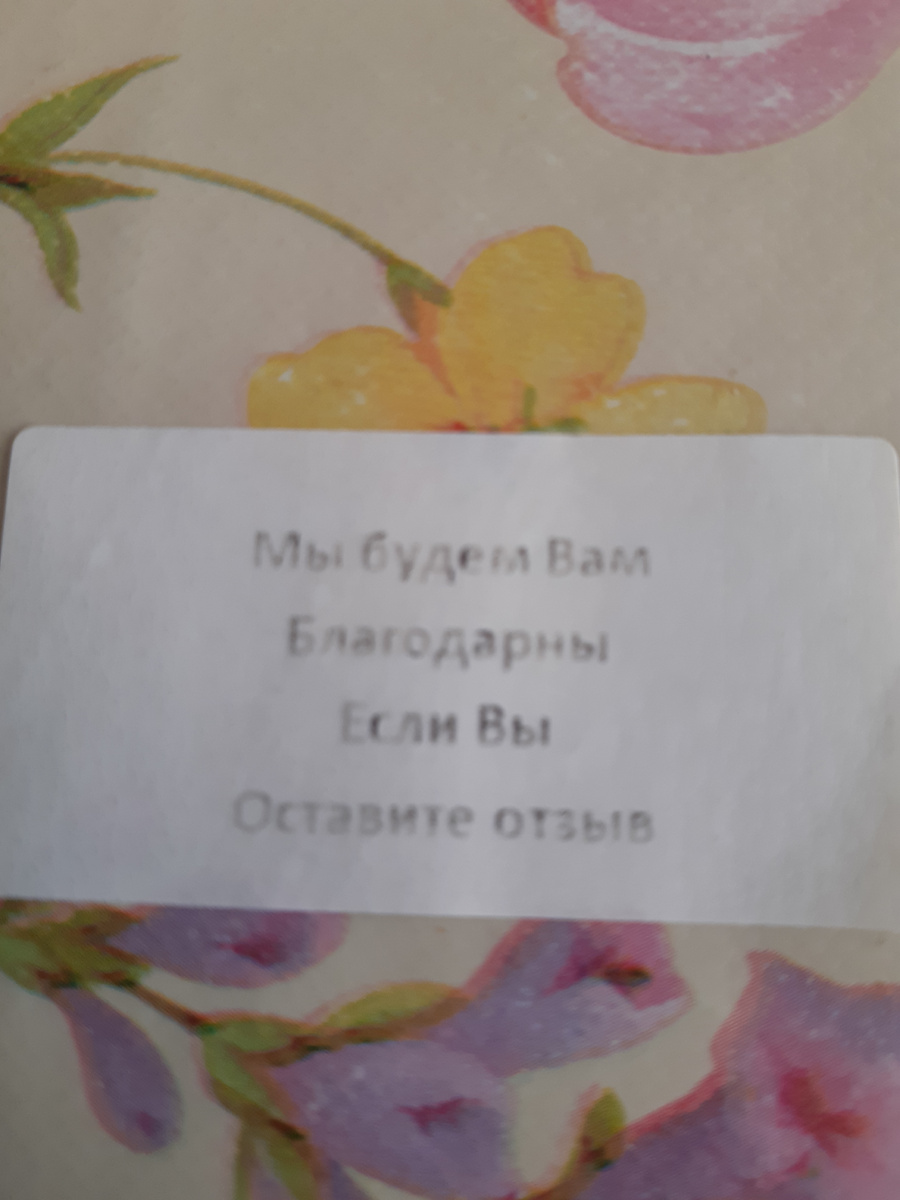 Мы будем Вам
Благодарны
Если Вы
Оставите отзыв